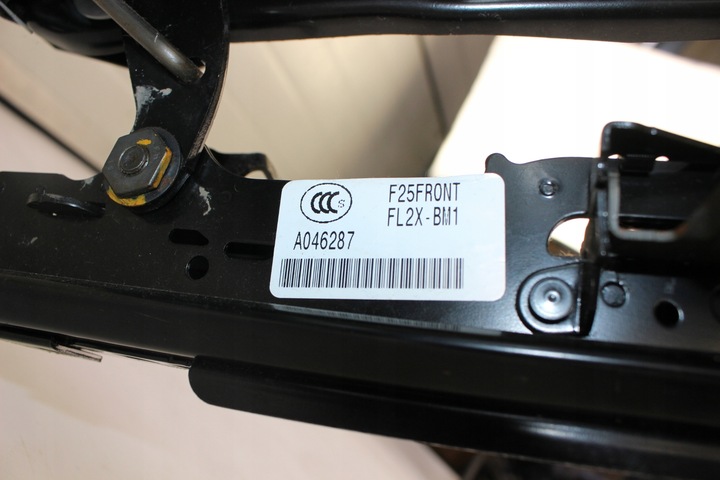 CCC S
F25FRONT
FL2X-BM1
A046287